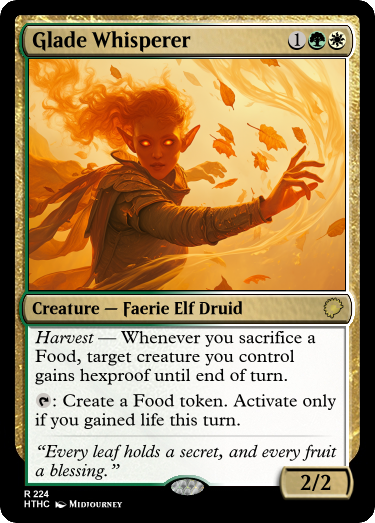 Glade Whisperer 1
Creature — Faerie Elf Druid
Harvest — Whenever you sacrifice a
Food, target creature you control
gains hexproof until end of turn.
: Create a Food token. Activate only
if you gained life this turn.
“Every leaf holds a secret, and every fruit
a blessing.”
2/2
R 224
HTHC Midjourney